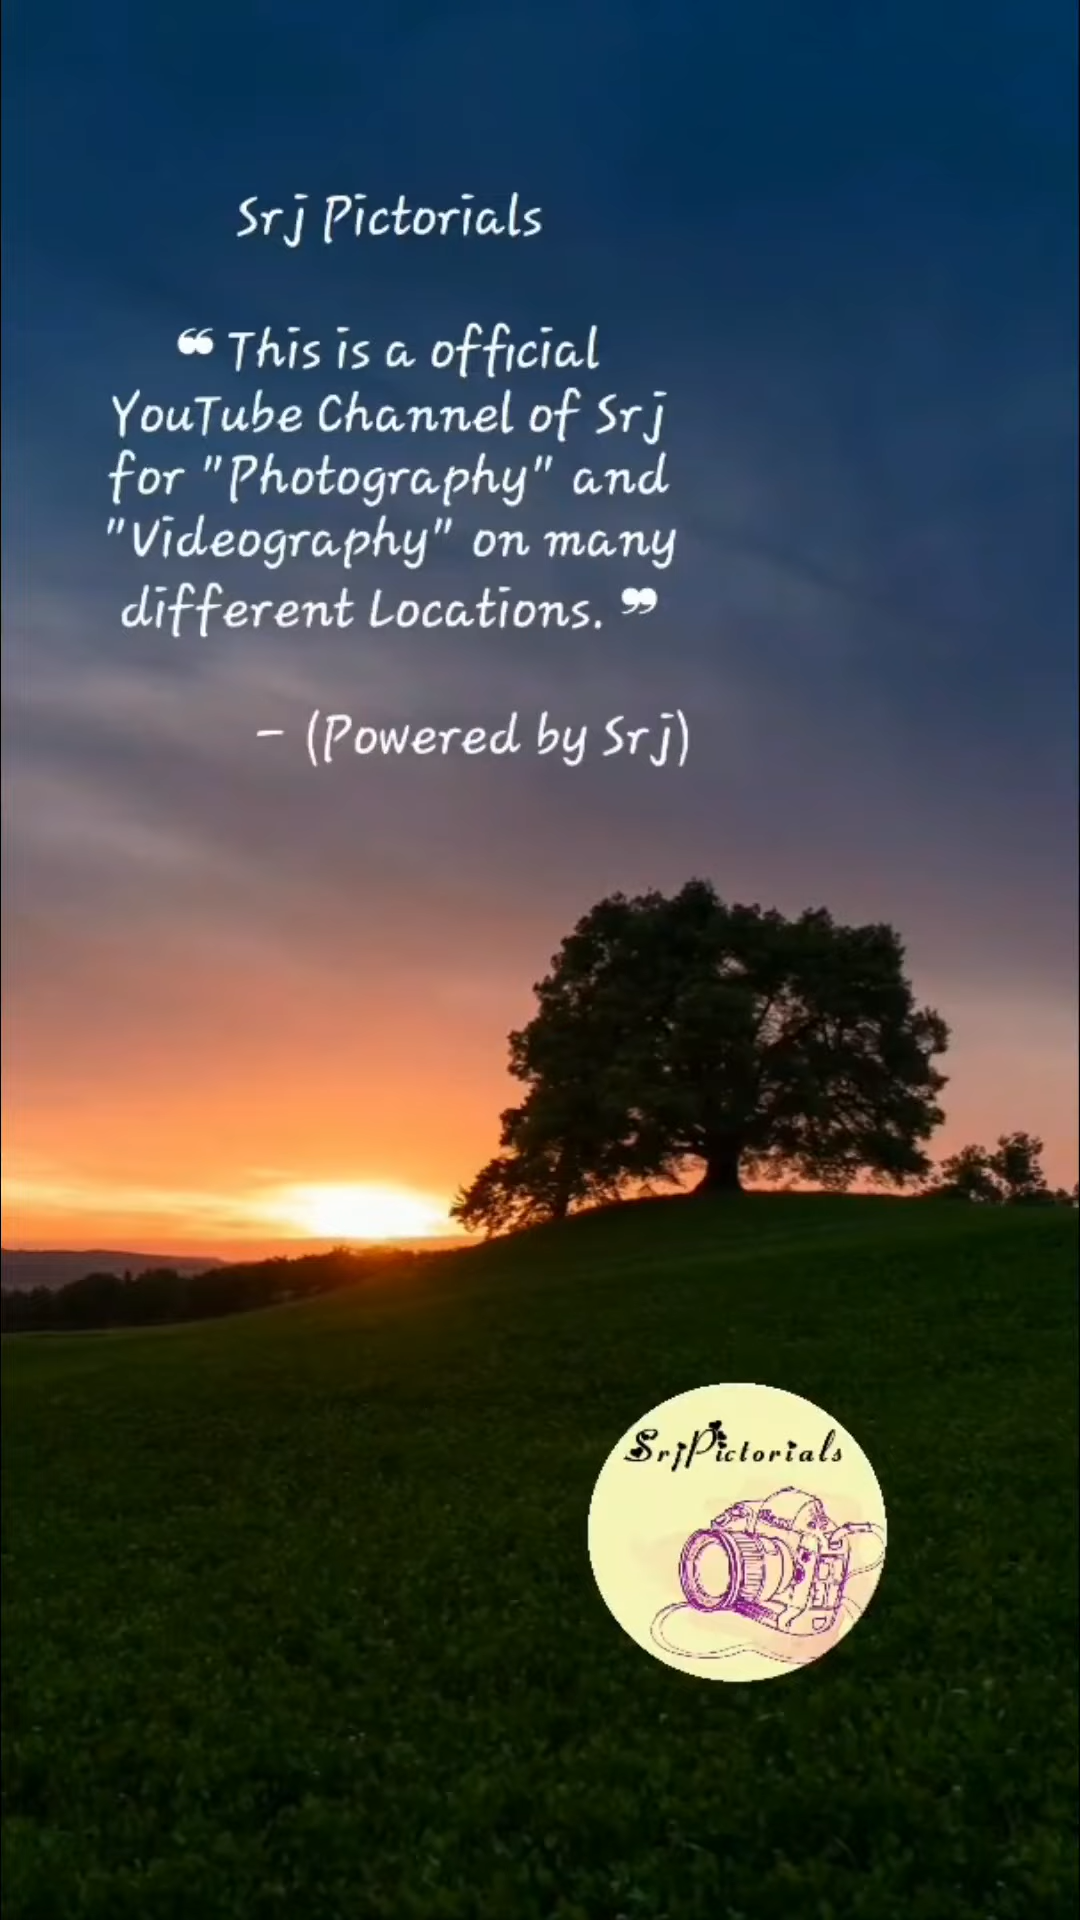 Srj Pictorials
❝ This is a official
YouTube Channel of Srj
for "Photography" and
"Videography" on many
different Locations. ❞
- (Powered by Srj)
SrjPictorials